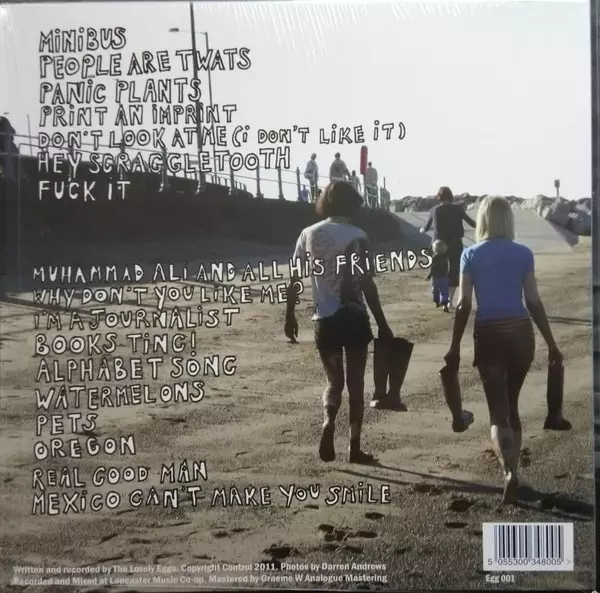 MINIBUS
PEOPLE ARE TWATS
PANIC PLANTS
PRINT AN IMPRINT
DON'T LOOK AT ME (I DON'T LIKE IT)
HEY SCRAGGLETOOTH
FUCK IT
MUHAMMAD ALI AND ALL HIS FRIENDS
WHY DON'T YOU LIKE ME?
I'M A JOURNALIST
BOOKS TING!
ALPHABET SONG
WATERMELONS
PETS
OREGON
REAL GOOD MAN
MEXICO CAN'T MAKE YOU SMILE
Written and recorded by The Lovely Eggs. Copyright Control 2011. Photos by Darren Andrews
Recorded and Mixed at Lancaster Music Co-op. Mastered by Graeme W Analogue Mastering
5 055300 348005 >
Egg 001